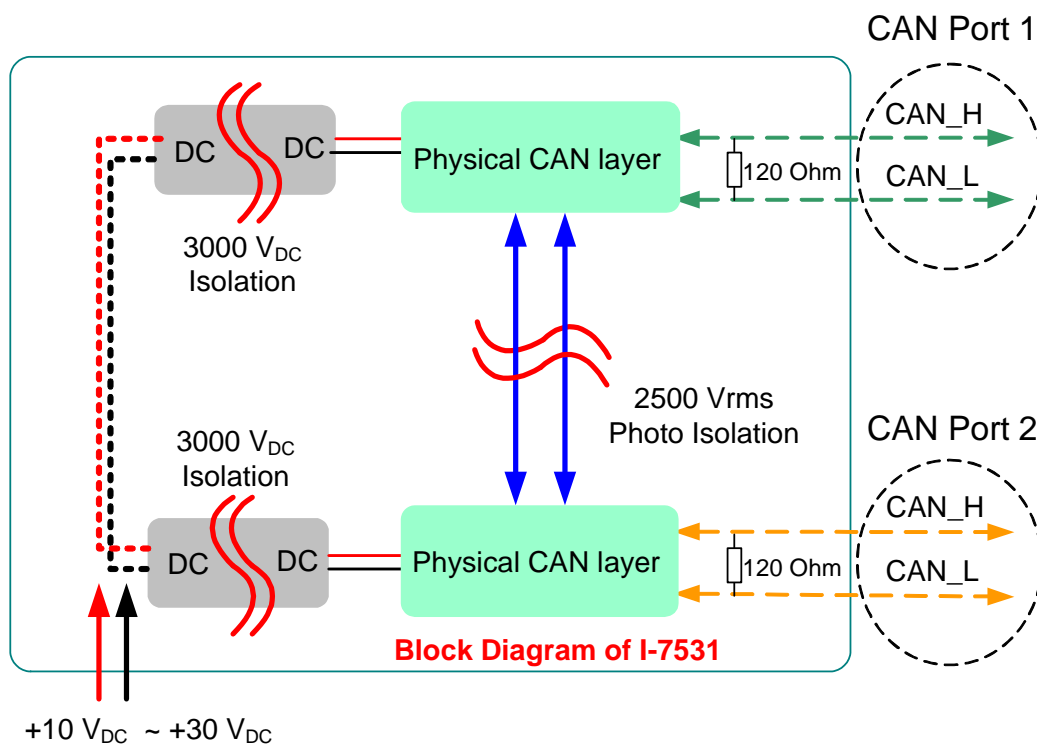 CAN Port 1
CAN_H
DC
DC
Physical CAN layer
120 Ohm
CAN_L
3000 VDC
Isolation
2500 Vrms
Photo Isolation
3000 VDC
Isolation
CAN Port 2
CAN_H
DC
DC
Physical CAN layer
120 Ohm
CAN_L
Block Diagram of I-7531
+10 VDC ~ +30 VDC